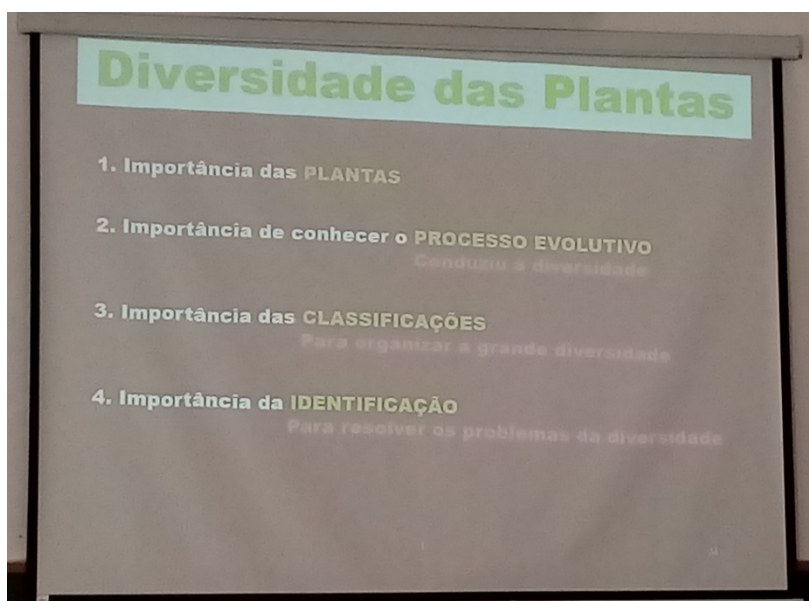 Diversidade das Plantas
1. Importância das PLANTAS
2. Importância de conhecer o PROCESSO EVOLUTIVO
Conduziu à diversidade
3. Importância das CLASSIFICAÇÕES
Para organizar a grande diversidade
4. Importância da IDENTIFICAÇÃO
Para resolver os problemas da diversidade